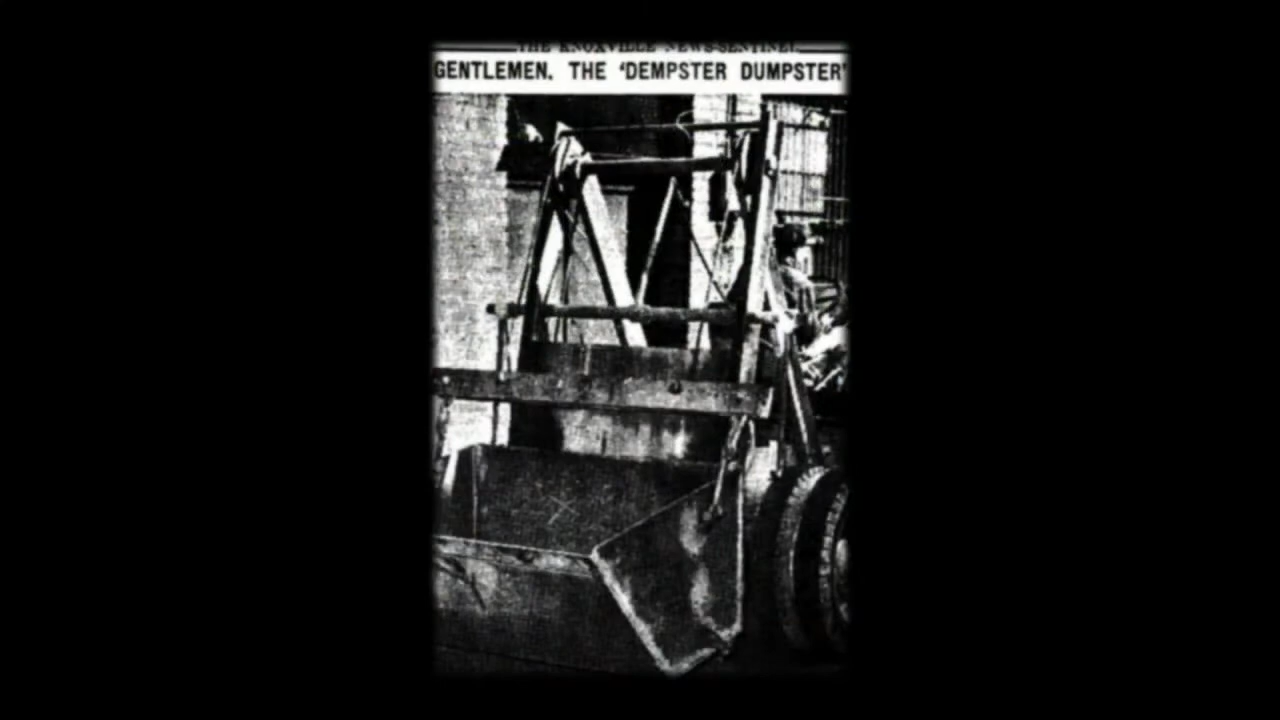 THE KNOXVILLE NEWS-SENTINEL
GENTLEMEN. THE 'DEMPSTER DUMPSTER'